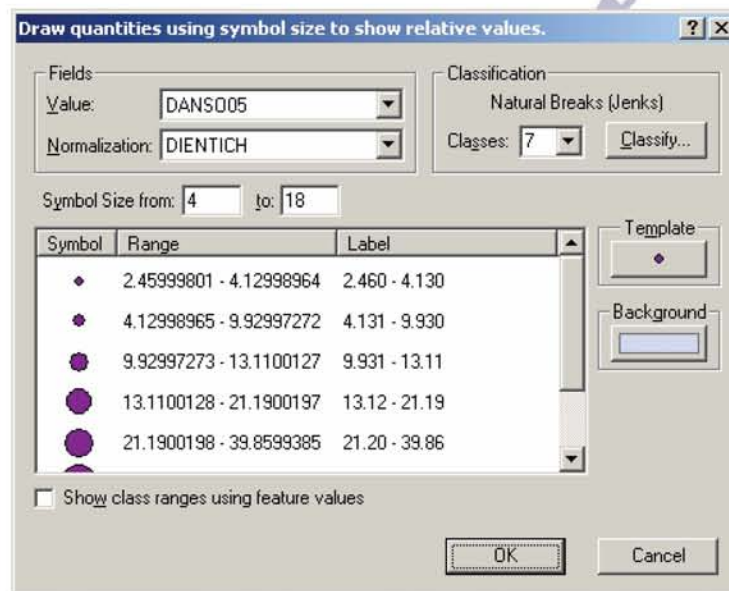 Draw quantities using symbol size to show relative values.
Fields
Value: DANSO05
Normalization: DIENTICH
Classification
Natural Breaks (Jenks)
Classes: 7 Classify...
Symbol Size from: 4 to: 18
Symbol Range Label
2.45999801 - 4.12998964 2.460 - 4.130
4.12998965 - 9.92997272 4.131 - 9.930
9.92997273 - 13.1100127 9.931 - 13.11
13.1100128 - 21.1900197 13.12 - 21.19
21.1900198 - 39.8599385 21.20 - 39.86
Template
Background
Show class ranges using feature values
OK Cancel